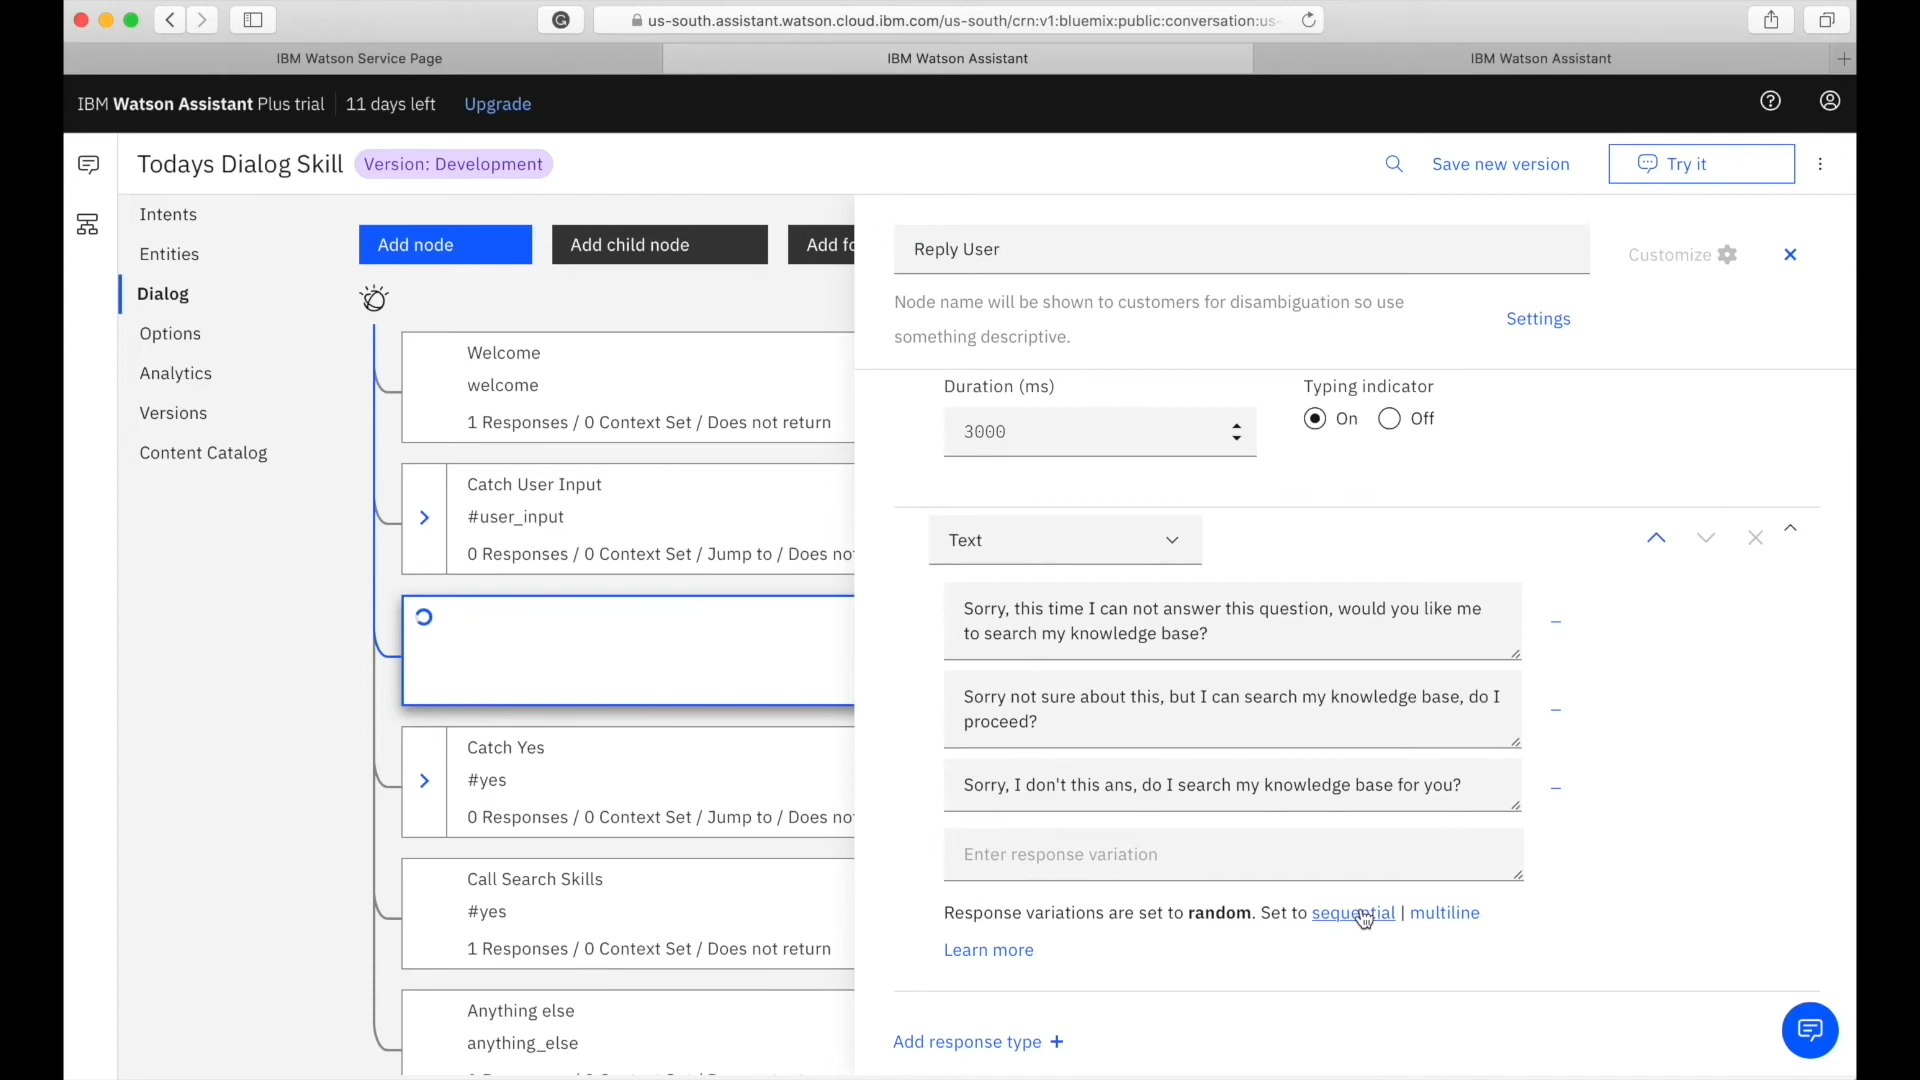 us-south.assistant.watson.cloud.ibm.com/us-south/crn:v1:bluemix:public:conversation:us-
IBM Watson Service Page
IBM Watson Assistant
IBM Watson Assistant
IBM Watson Assistant Plus trial
11 days left
Upgrade
Todays Dialog Skill
Version: Development
Save new version
Try it
Intents
Entities
Dialog
Options
Analytics
Versions
Content Catalog
Add node
Add child node
Add fo
Welcome
welcome
1 Responses / 0 Context Set / Does not return
Catch User Input
#user_input
0 Responses / 0 Context Set / Jump to / Does no
Catch Yes
#yes
0 Responses / 0 Context Set / Jump to / Does no
Call Search Skills
#yes
1 Responses / 0 Context Set / Does not return
Anything else
anything_else
Reply User
Customize
Node name will be shown to customers for disambiguation so use
something descriptive.
Settings
Duration (ms)
Typing indicator
3000
On
Off
Text
Sorry, this time I can not answer this question, would you like me
to search my knowledge base?
Sorry not sure about this, but I can search my knowledge base, do I
proceed?
Sorry, I don't this ans, do I search my knowledge base for you?
Enter response variation
Response variations are set to random. Set to sequential | multiline
Learn more
Add response type +